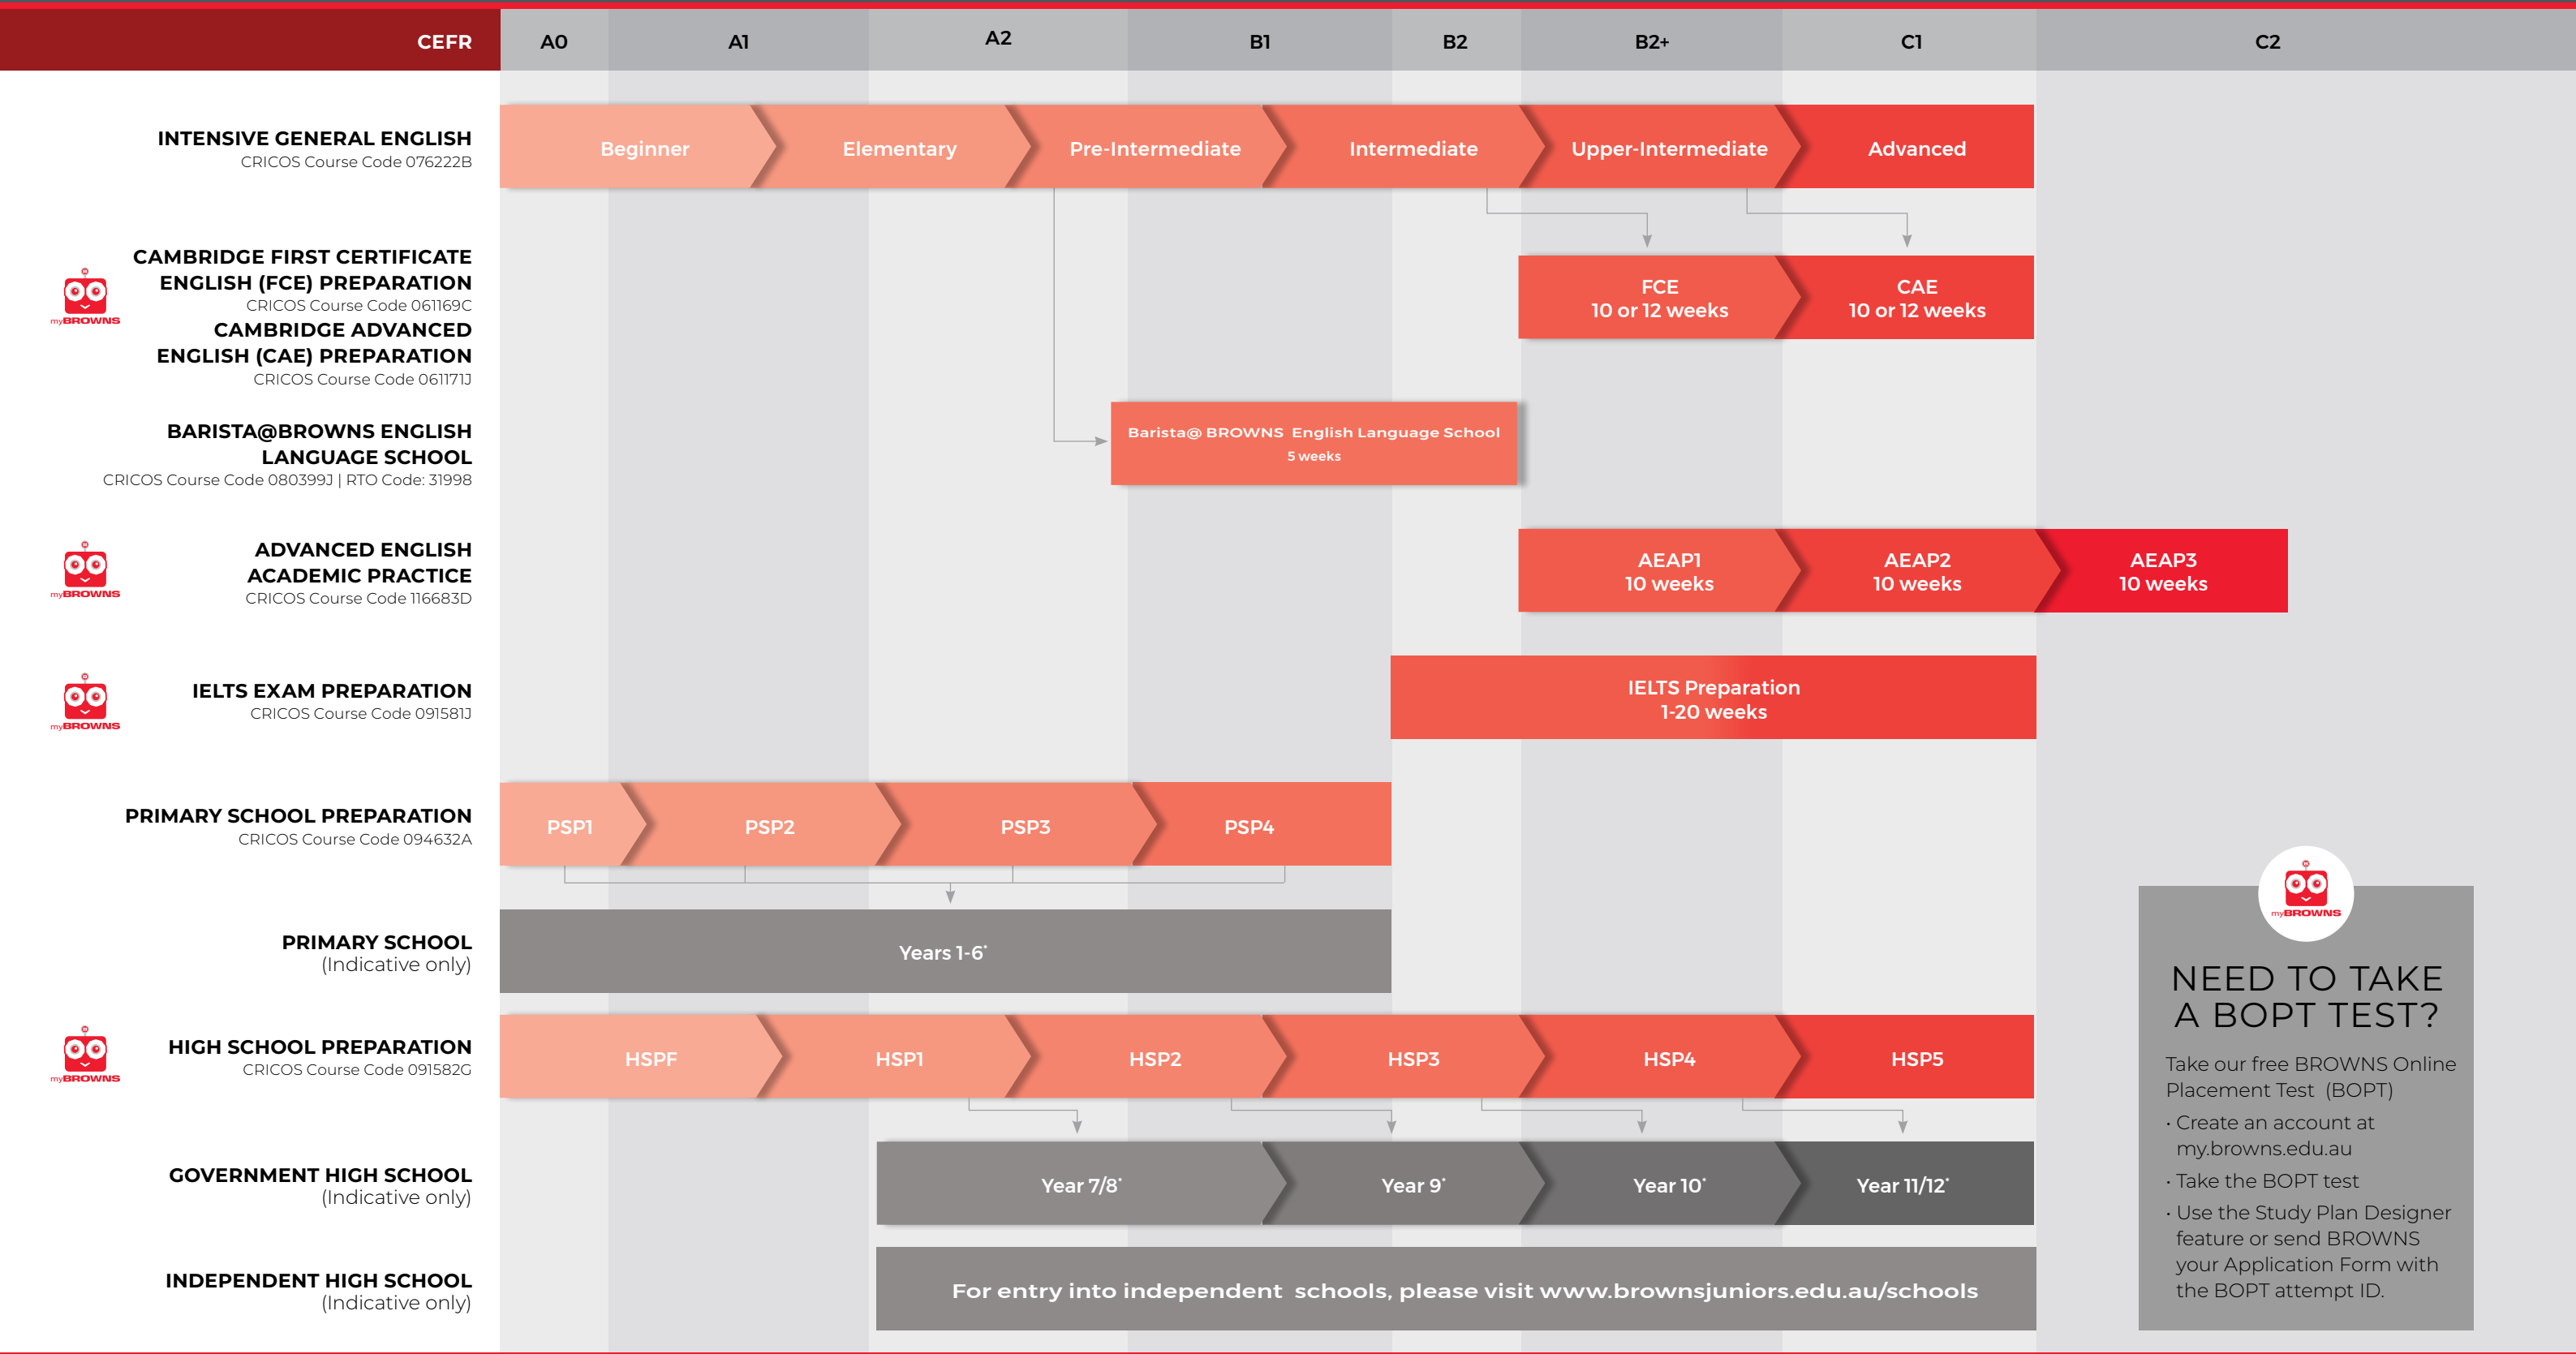 CEFR A0 A1 A2 B1 B2 B2+ C1 C2
INTENSIVE GENERAL ENGLISH
CRICOS Course Code 076222B
Beginner Elementary Pre-Intermediate Intermediate Upper-Intermediate Advanced
CAMBRIDGE FIRST CERTIFICATE
ENGLISH (FCE) PREPARATION
CRICOS Course Code 061169C
CAMBRIDGE ADVANCED
ENGLISH (CAE) PREPARATION
CRICOS Course Code 061171J
myBROWNS
FCE
10 or 12 weeks
CAE
10 or 12 weeks
BARISTA@BROWNS ENGLISH
LANGUAGE SCHOOL
CRICOS Course Code 080399J | RTO Code: 31998
Barista@ BROWNS English Language School
5 weeks
ADVANCED ENGLISH
ACADEMIC PRACTICE
CRICOS Course Code 116683D
myBROWNS
AEAP1
10 weeks
AEAP2
10 weeks
AEAP3
10 weeks
IELTS EXAM PREPARATION
CRICOS Course Code 091581J
myBROWNS
IELTS Preparation
1-20 weeks
PRIMARY SCHOOL PREPARATION
CRICOS Course Code 094632A
PSP1 PSP2 PSP3 PSP4
PRIMARY SCHOOL
(Indicative only)
Years 1-6*
HIGH SCHOOL PREPARATION
CRICOS Course Code 091582G
myBROWNS
HSPF HSP1 HSP2 HSP3 HSP4 HSP5
GOVERNMENT HIGH SCHOOL
(Indicative only)
Year 7/8* Year 9* Year 10* Year 11/12*
INDEPENDENT HIGH SCHOOL
(Indicative only)
For entry into independent schools, please visit www.brownsjuniors.edu.au/schools
myBROWNS
NEED TO TAKE
A BOPT TEST?
Take our free BROWNS Online
Placement Test (BOPT)
· Create an account at
my.browns.edu.au
· Take the BOPT test
· Use the Study Plan Designer
feature or send BROWNS
your Application Form with
the BOPT attempt ID.